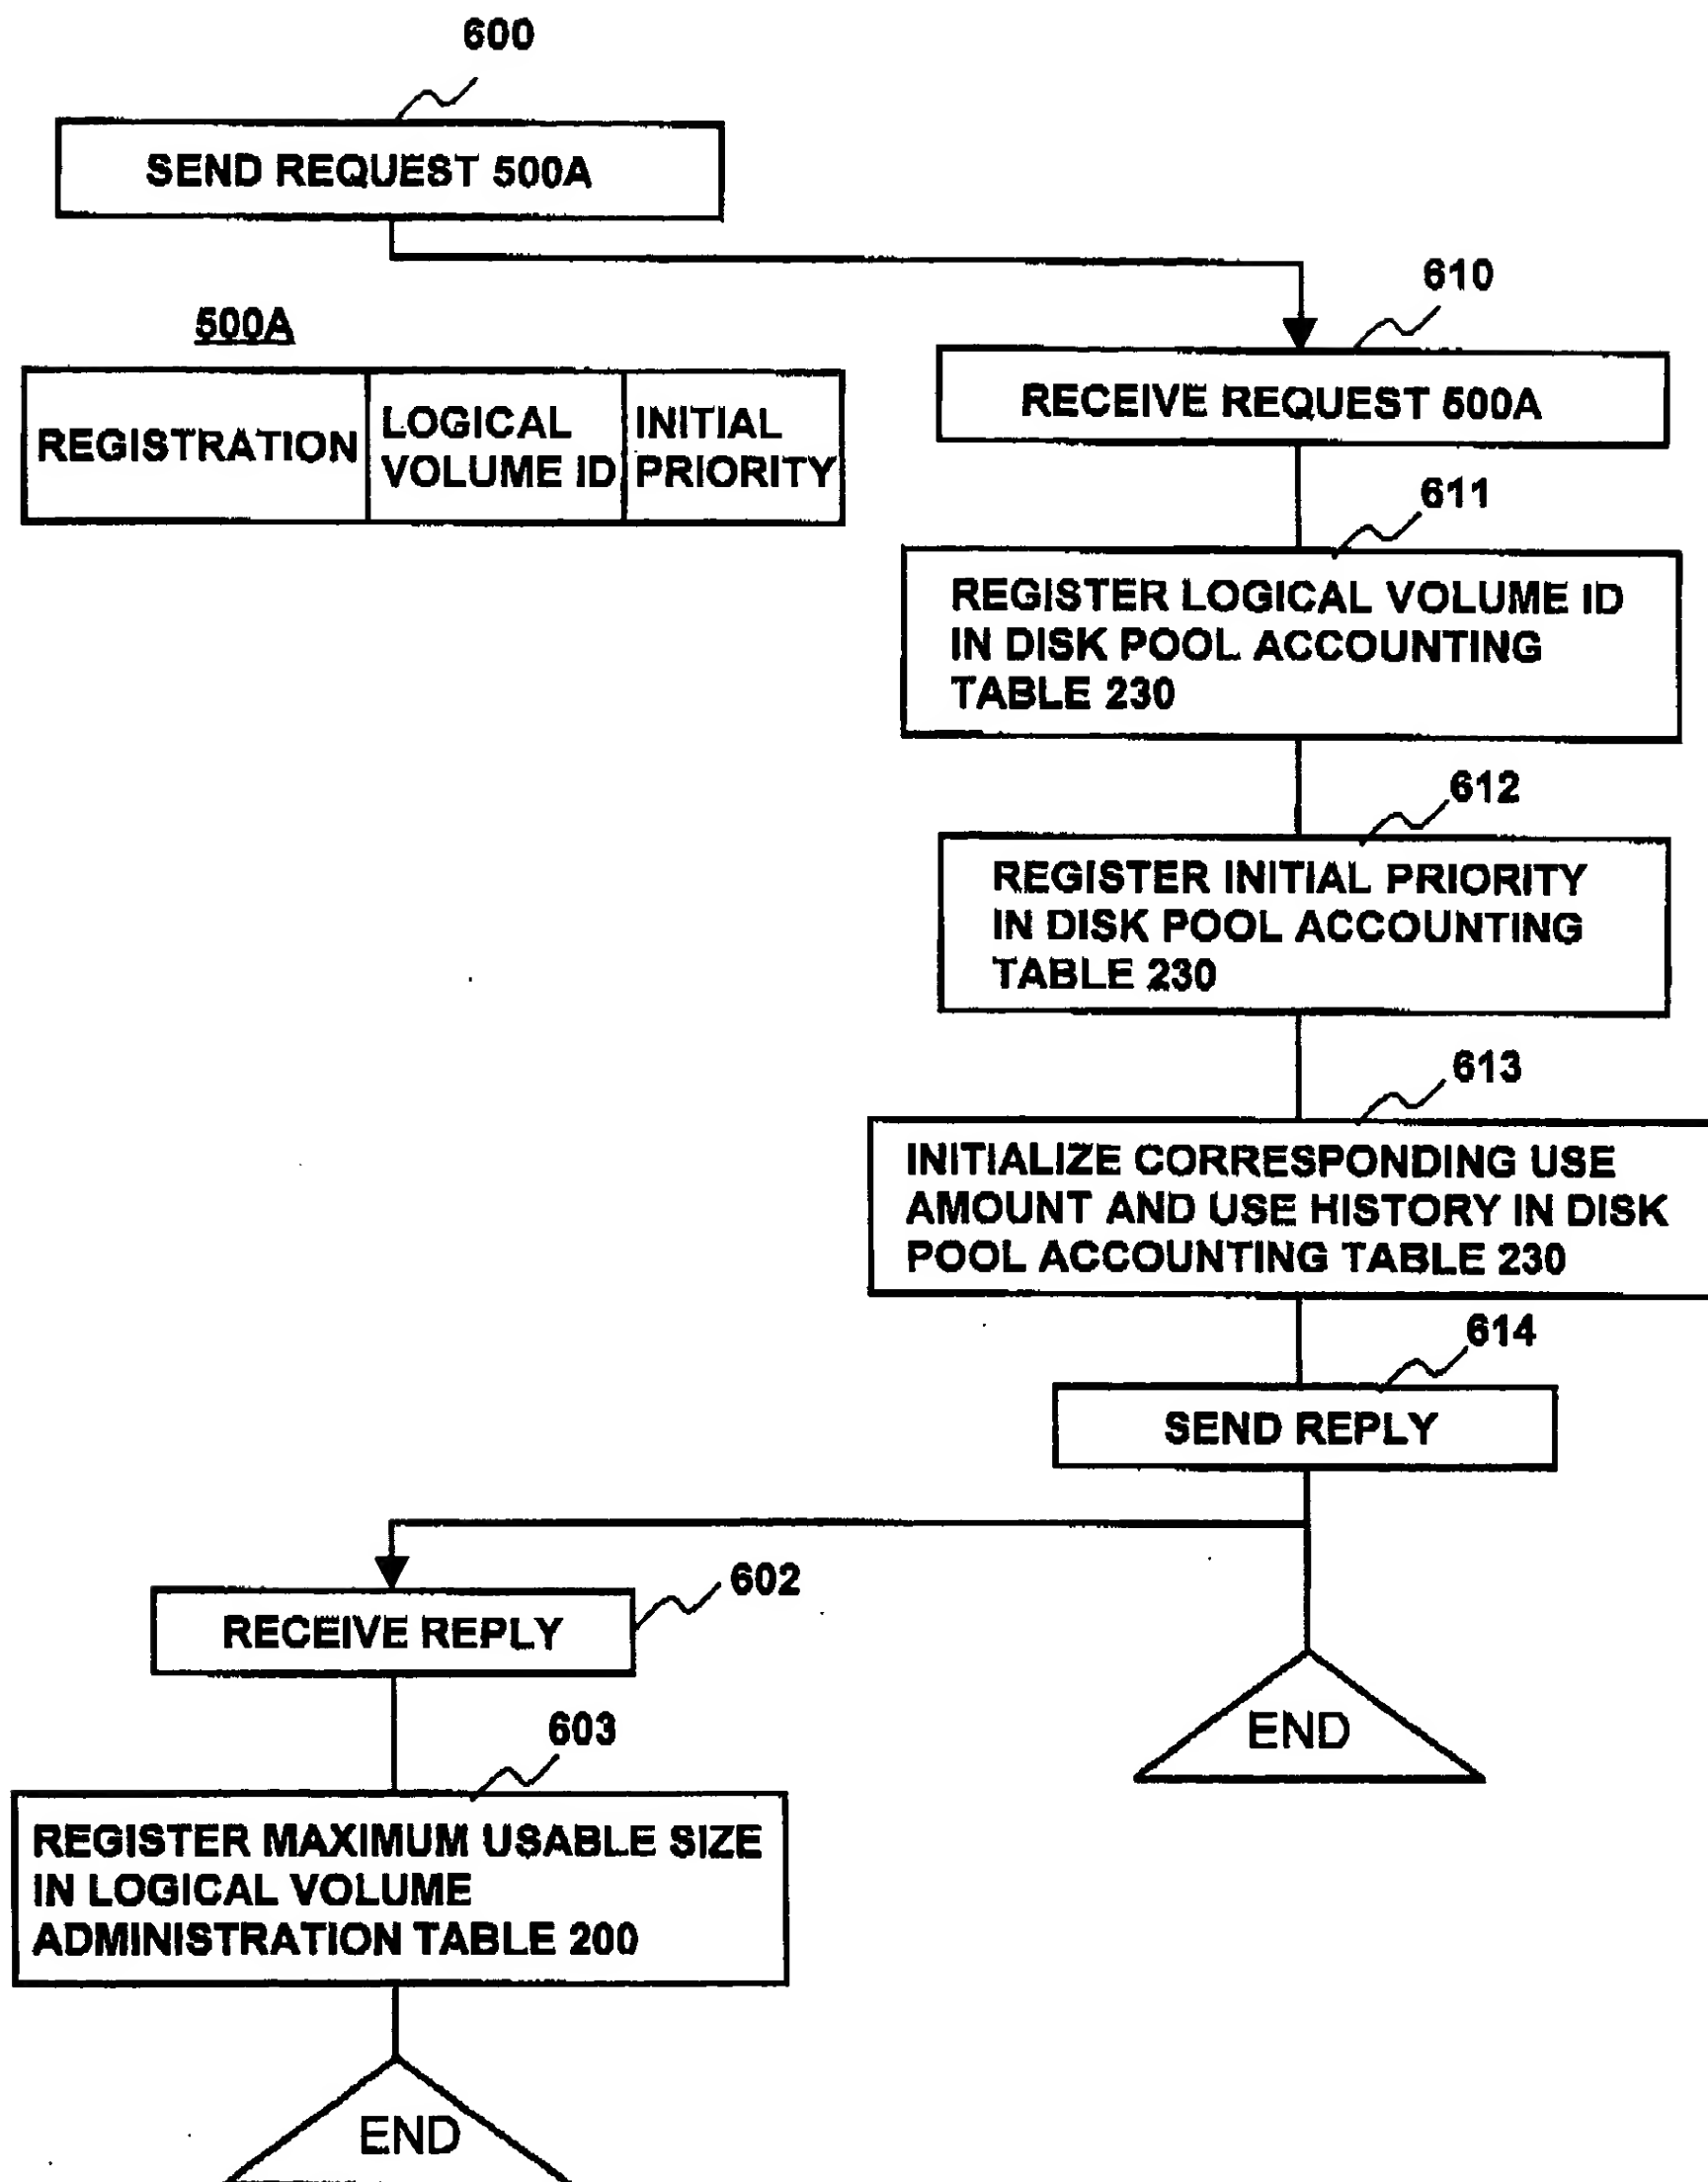 600
SEND REQUEST 500A
610
500A
REGISTRATION
LOGICAL
VOLUME ID
INITIAL
PRIORITY
RECEIVE REQUEST 500A
611
REGISTER LOGICAL VOLUME ID
IN DISK POOL ACCOUNTING
TABLE 230
612
REGISTER INITIAL PRIORITY
IN DISK POOL ACCOUNTING
TABLE 230
613
INITIALIZE CORRESPONDING USE
AMOUNT AND USE HISTORY IN DISK
POOL ACCOUNTING TABLE 230
614
SEND REPLY
602
RECEIVE REPLY
603
END
REGISTER MAXIMUM USABLE SIZE
IN LOGICAL VOLUME
ADMINISTRATION TABLE 200
END